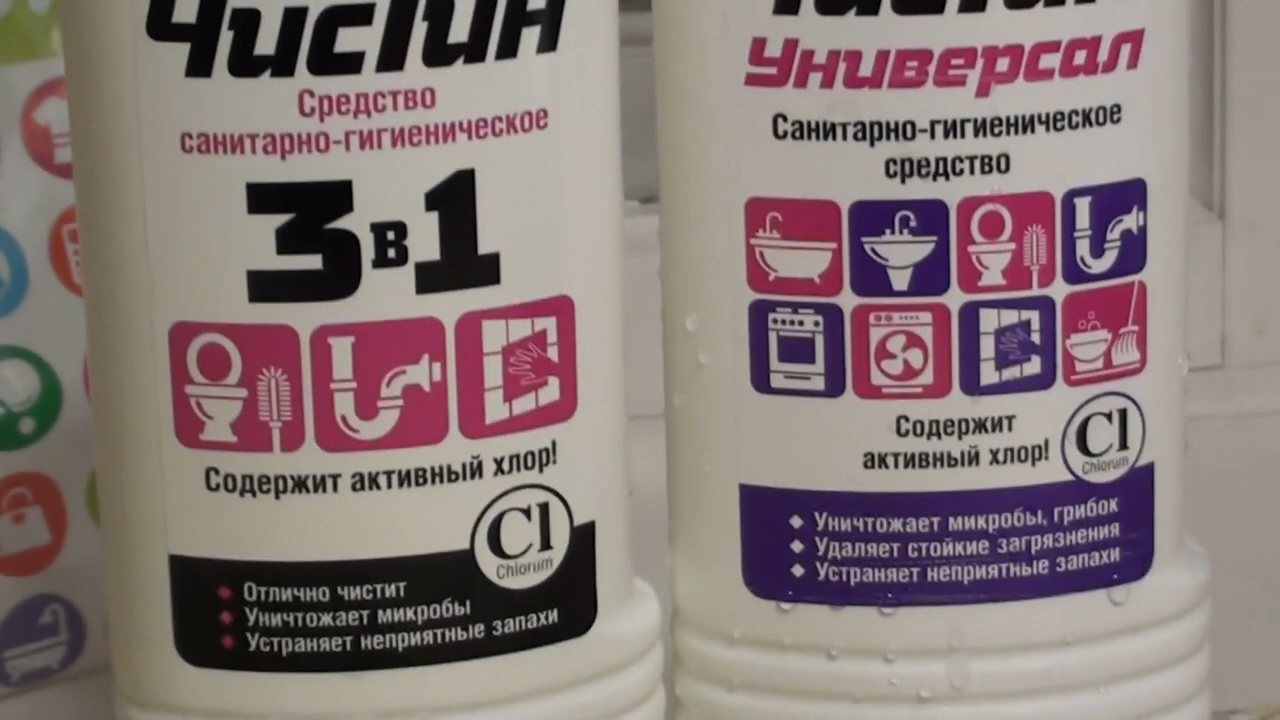 Чистин
Средство
санитарно-гигиеническое
3в1
Содержит активный хлор!
Cl
Chlorum
Отлично чистит
Уничтожает микробы
Устраняет неприятные запахи
Чистин
Универсал
Санитарно-гигиеническое
средство
Содержит
активный хлор!
Cl
Chlorum
Уничтожает микробы, грибок
Удаляет стойкие загрязнения
Устраняет неприятные запахи